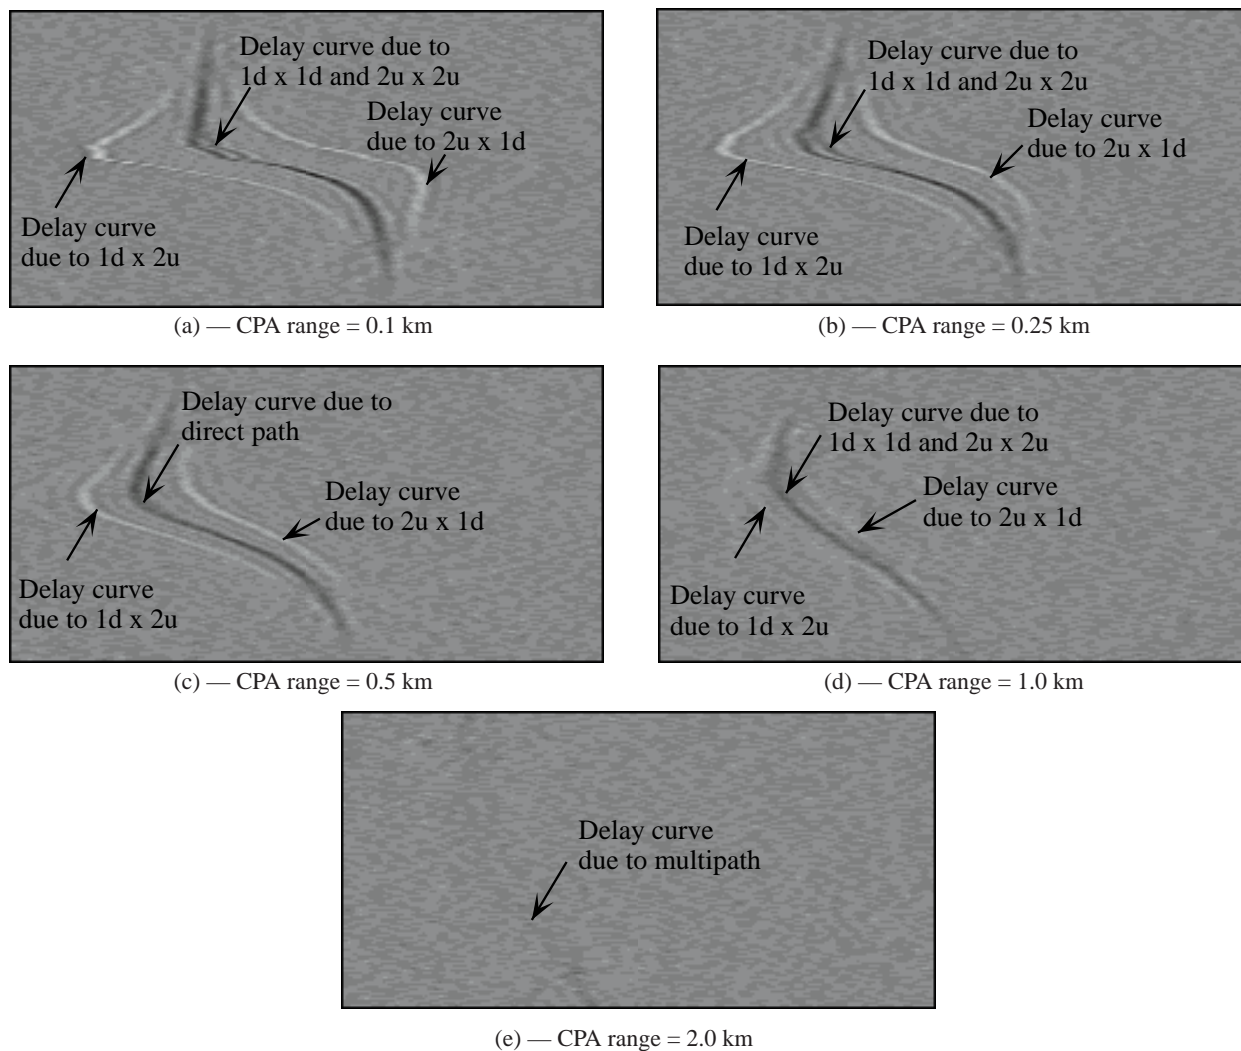 Delay curve due to
1d x 1d and 2u x 2u
Delay curve
due to 2u x 1d
Delay curve
due to 1d x 2u
(a) — CPA range = 0.1 km
Delay curve due to
1d x 1d and 2u x 2u
Delay curve
due to 2u x 1d
Delay curve
due to 1d x 2u
(b) — CPA range = 0.25 km
Delay curve due to
direct path
Delay curve
due to 2u x 1d
Delay curve
due to 1d x 2u
(c) — CPA range = 0.5 km
Delay curve due to
1d x 1d and 2u x 2u
Delay curve
due to 2u x 1d
Delay curve
due to 1d x 2u
(d) — CPA range = 1.0 km
Delay curve
due to multipath
(e) — CPA range = 2.0 km